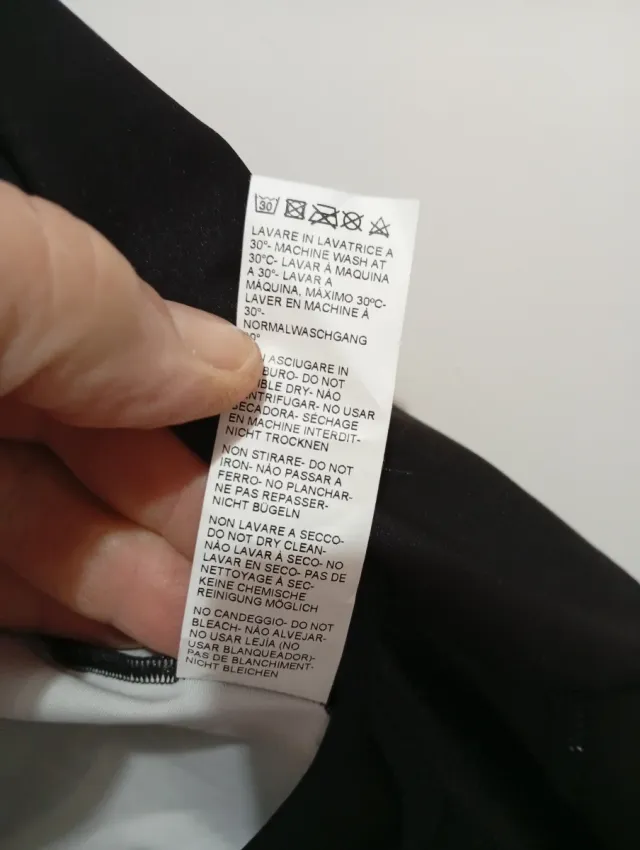 30
LAVARE IN LAVATRICE A
30°- MACHINE WASH AT
30ºC- LAVAR À MAQUINA
A 30°- LAVAR A
MÁQUINA, MÁXIMO 30ºC-
LAVER EN MACHINE À
30°-
NORMALWASCHGANG
ASCIUGARE IN
DO NOT
DRY- NÃO
NO USAR
SECADORA- SÉCHAGE
EN MACHINE INTERDIT-
NICHT TROCKNEN
NON STIRARE- DO NOT
IRON- NÃO PASSAR A
FERRO- NO PLANCHAR-
NE PAS REPASSER-
NICHT BÜGELN
NON LAVARE A SECCO-
DO NOT DRY CLEAN-
NÃO LAVAR À SECO- NO
LAVAR EN SECO- PAS DE
NETTOYAGE À SEC-
KEINE CHEMISCHE
REINIGUNG MÖGLICH
NO CANDEGGIO- DO NOT
BLEACH- NÃO ALVEJAR-
NO USAR LEJÍA (NO
USAR BLANQUEADOR)-
PAS DE BLANCHIMENT-
NICHT BLEICHEN